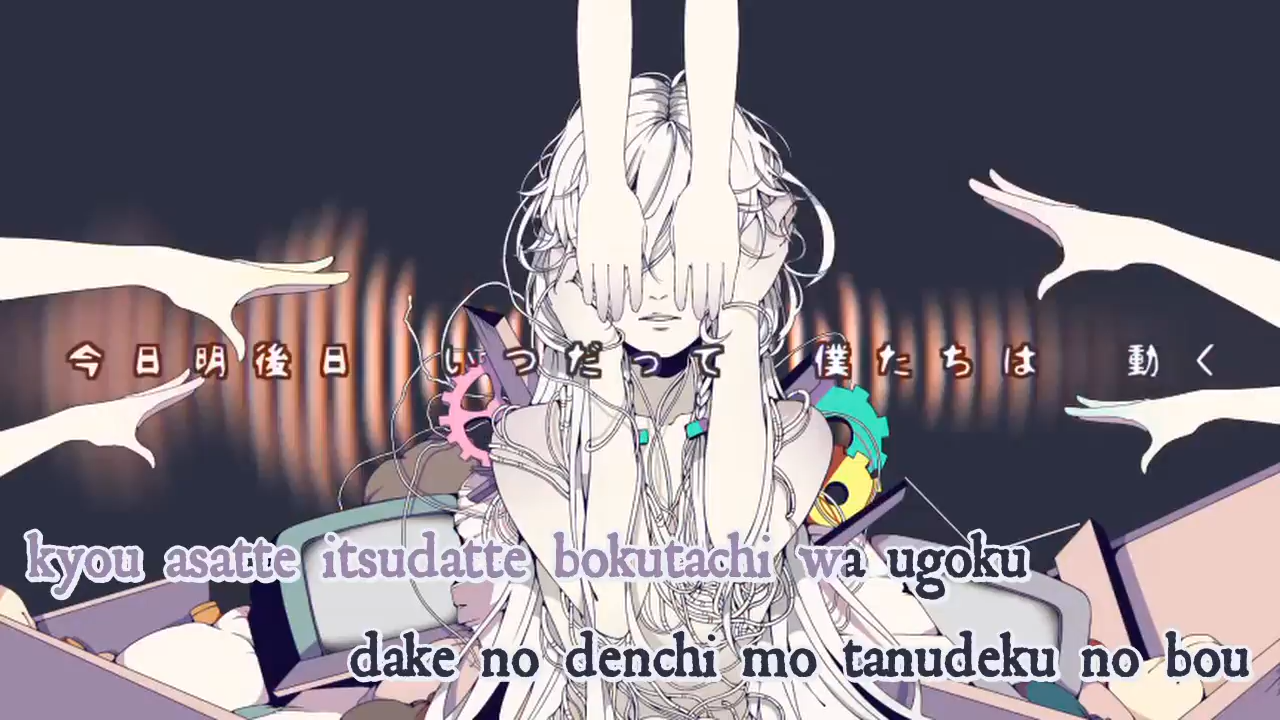 今日明後日 いつだって 僕たちは 動く
kyou asatte itsudatte bokutachi wa ugoku
dake no denchi mo tanudeku no bou